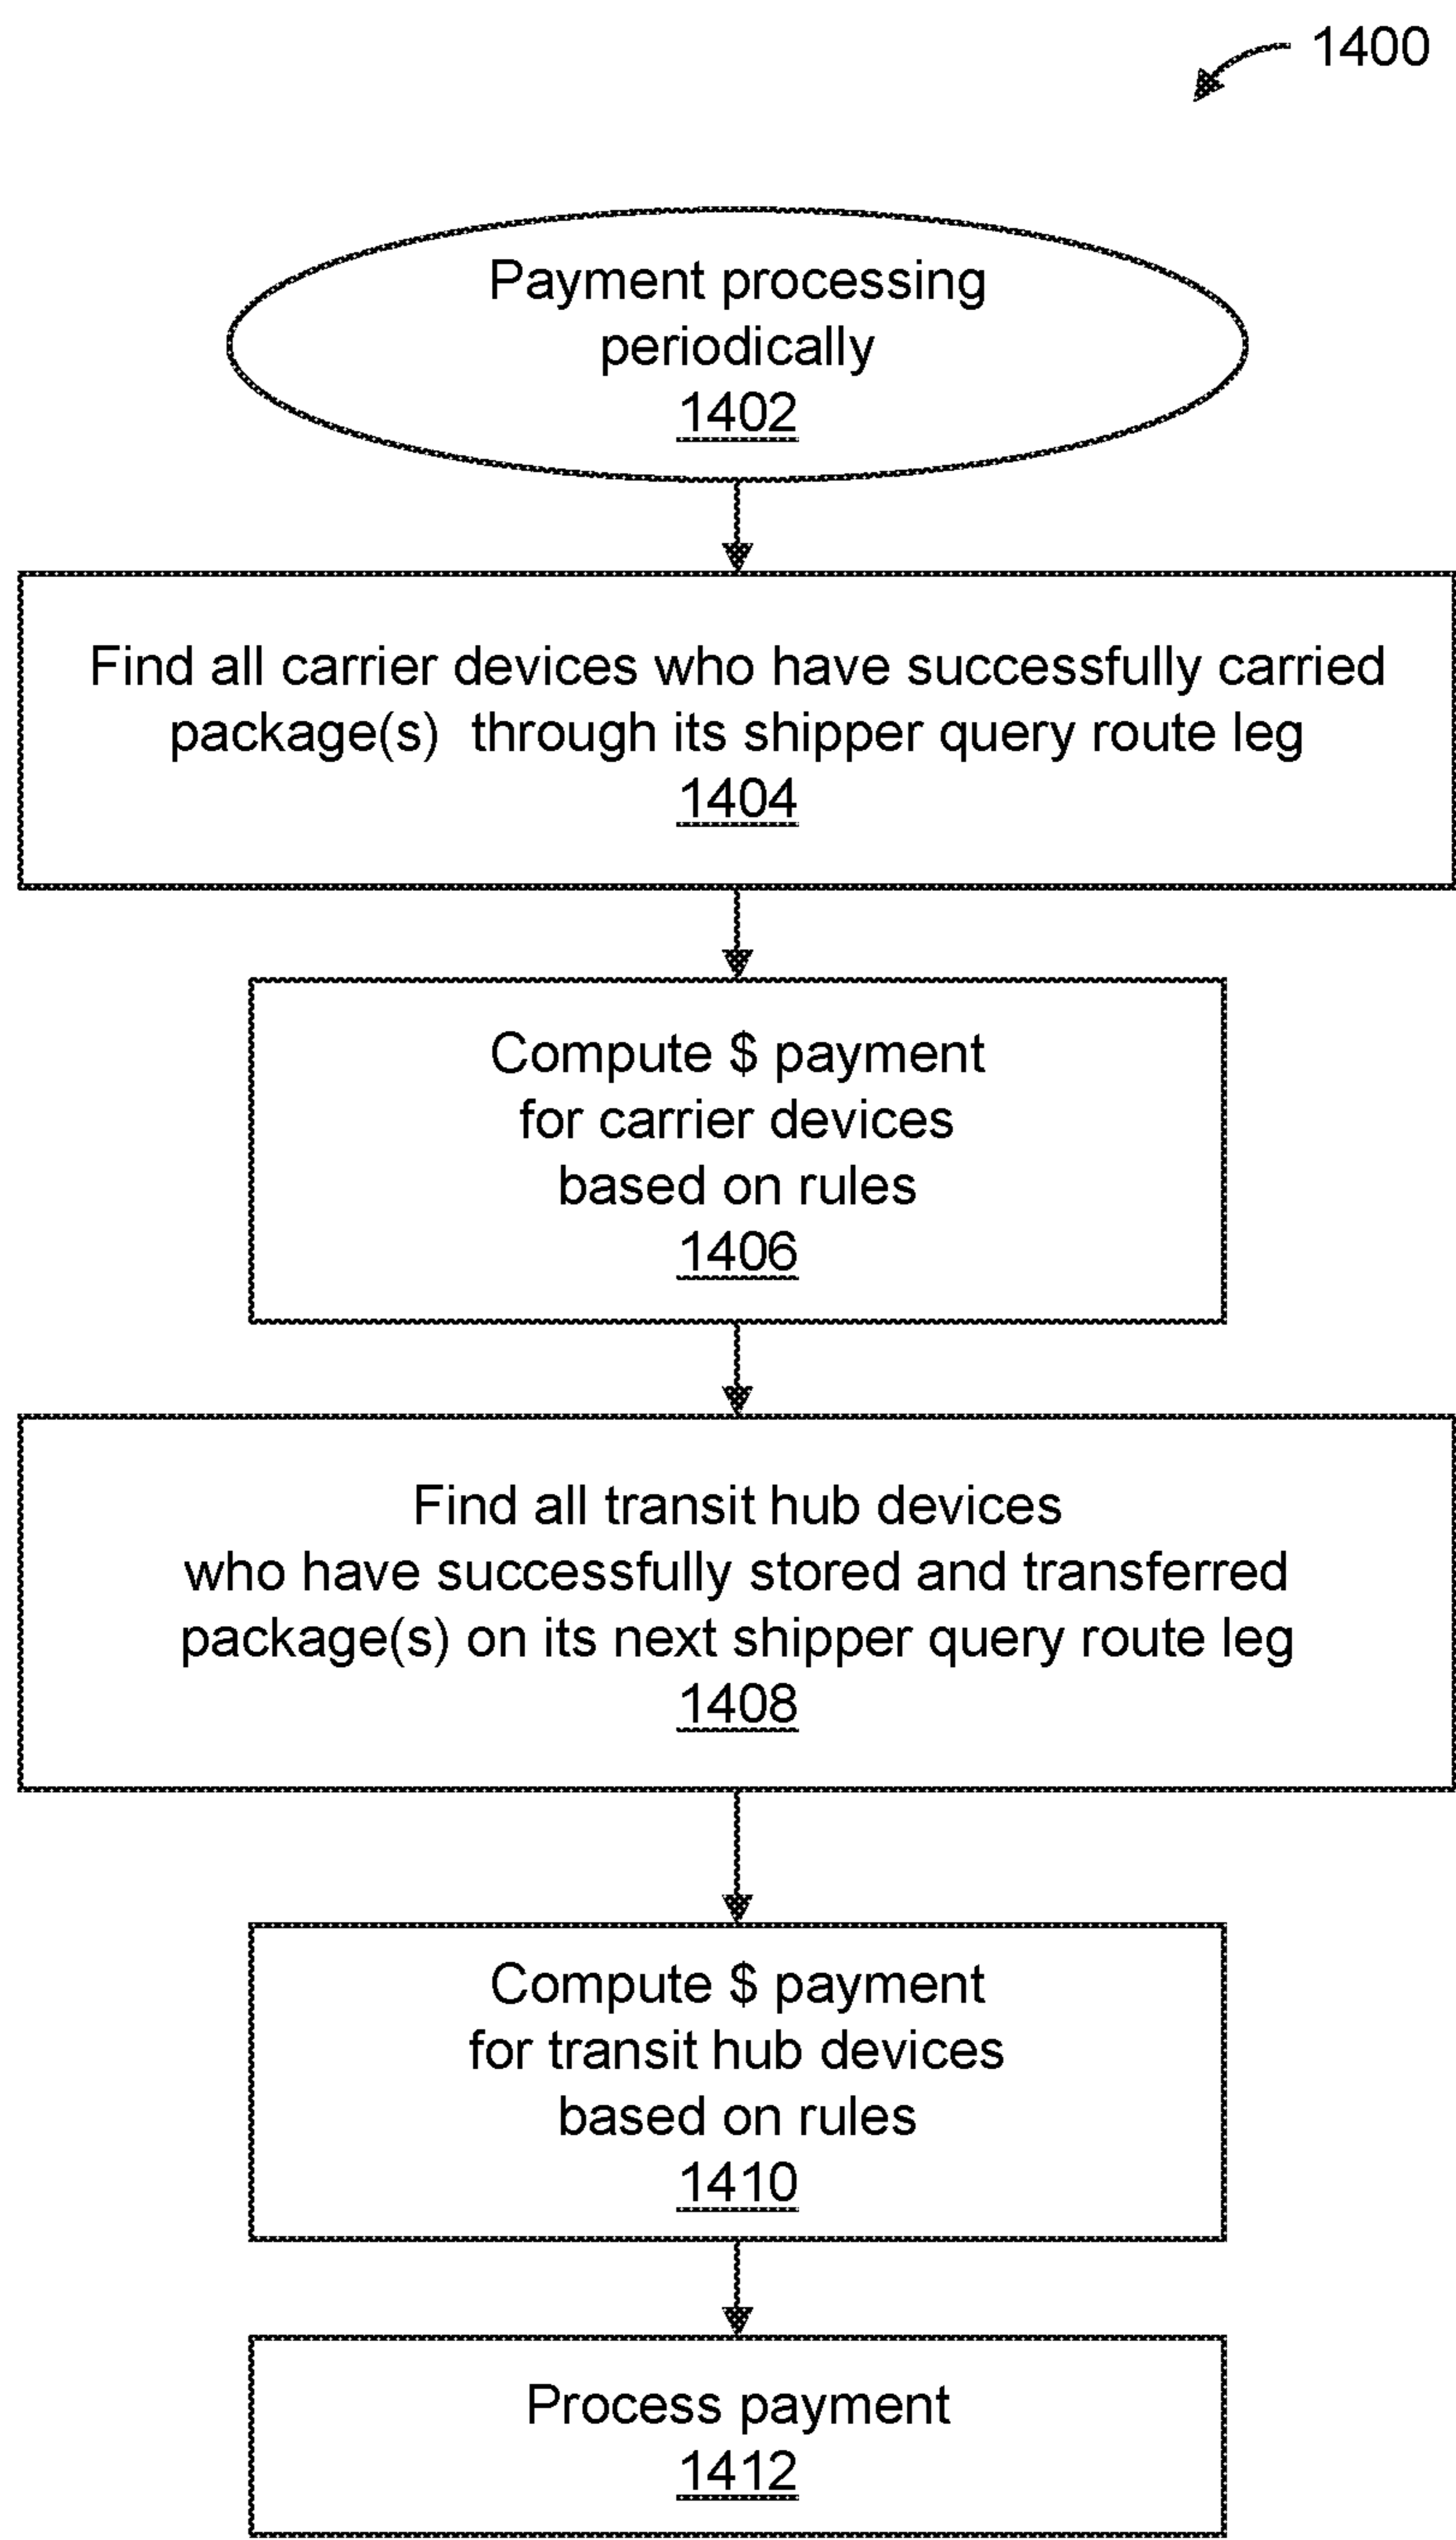 1400
Payment processing
periodically
1402
Find all carrier devices who have successfully carried
package(s) through its shipper query route leg
1404
Compute $ payment
for carrier devices
based on rules
1406
Find all transit hub devices
who have successfully stored and transferred
package(s) on its next shipper query route leg
1408
Compute $ payment
for transit hub devices
based on rules
1410
Process payment
1412